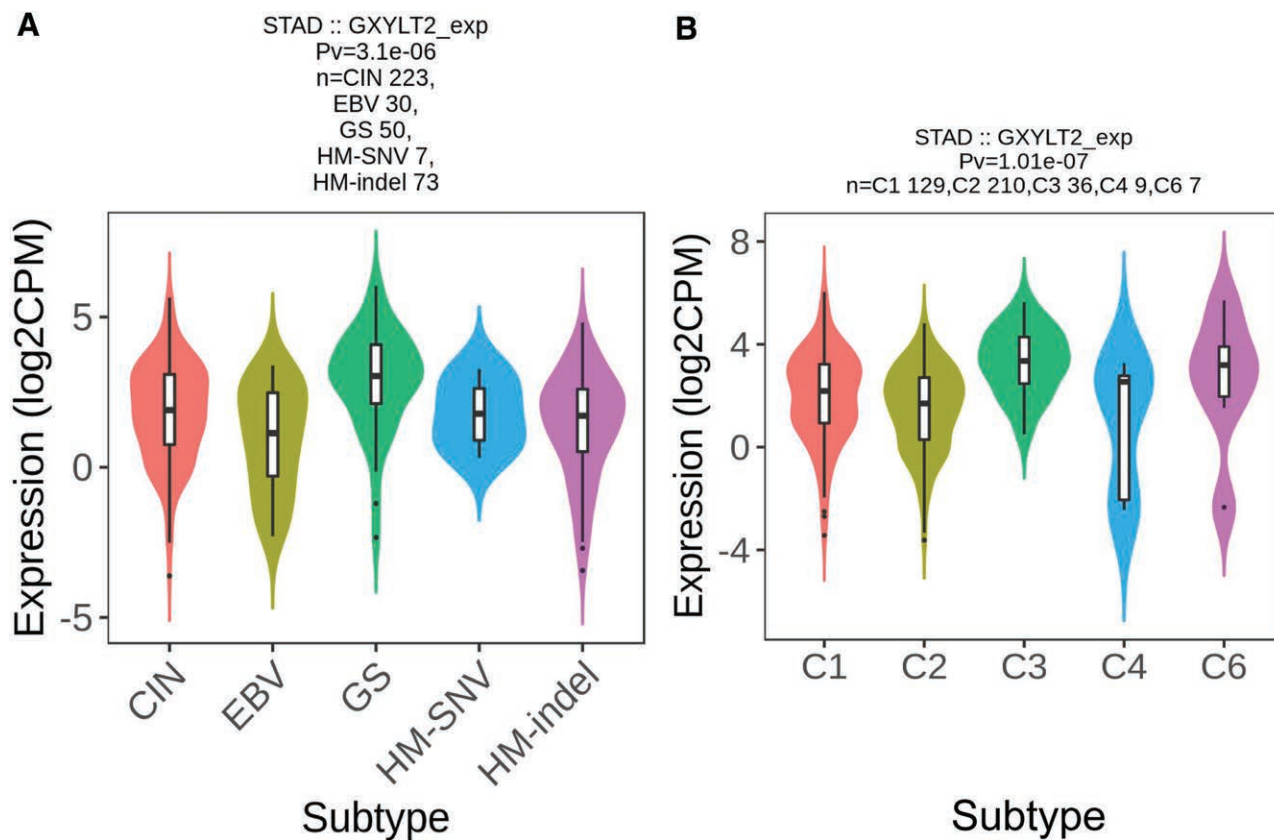 A
STAD :: GXYLT2_exp
Pv=3.1e-06
n=CIN 223,
EBV 30,
GS 50,
HM-SNV 7,
HM-indel 73
Expression (log2CPM)
5
0
-5
CIN
EBV
GS
HM-SNV
HM-indel
Subtype
B
STAD :: GXYLT2_exp
Pv=1.01e-07
n=C1 129,C2 210,C3 36,C4 9,C6 7
Expression (log2CPM)
8
4
0
-4
C1
C2
C3
C4
C6
Subtype